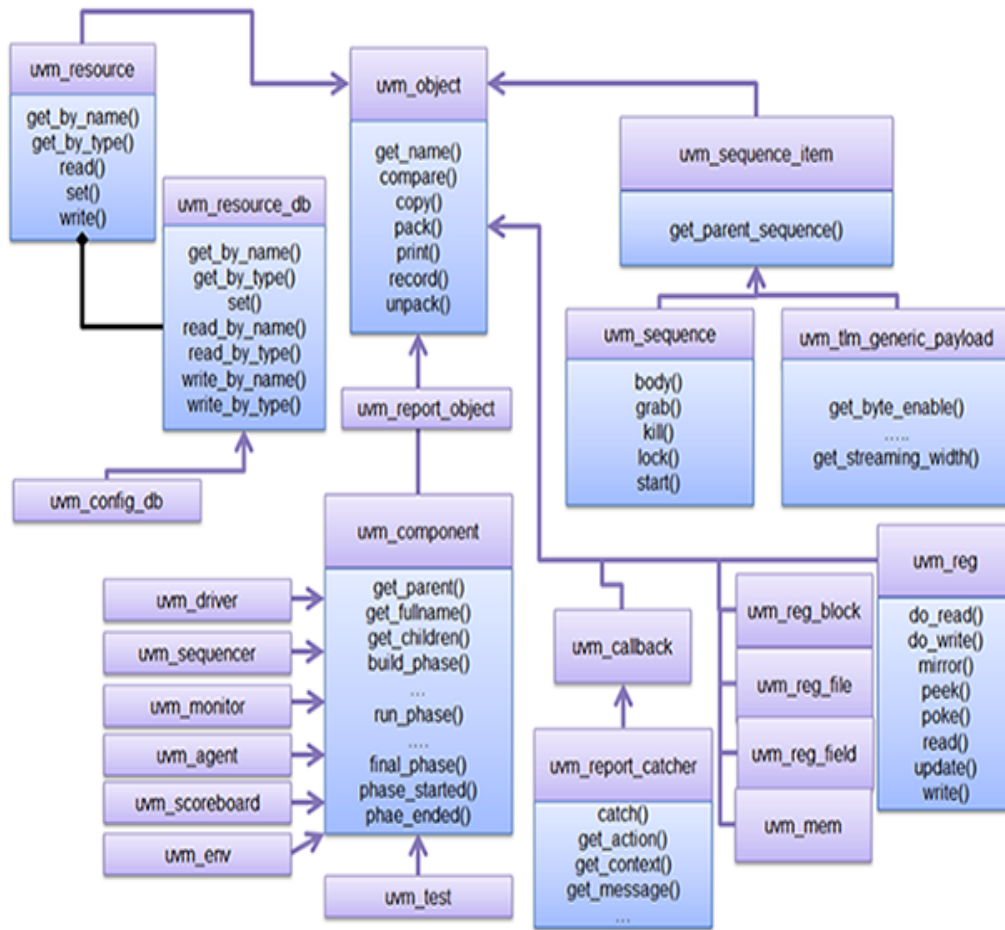 uvm_resource
get_by_name()
get_by_type()
read()
set()
write()
uvm_resource_db
get_by_name()
get_by_type()
set()
read_by_name()
read_by_type()
write_by_name()
write_by_type()
uvm_config_db
uvm_object
get_name()
compare()
copy()
pack()
print()
record()
unpack()
uvm_report_object
uvm_component
get_parent()
get_fullname()
get_children()
build_phase()
...
run_phase()
....
final_phase()
phase_started()
phae_ended()
uvm_driver
uvm_sequencer
uvm_monitor
uvm_agent
uvm_scoreboard
uvm_env
uvm_test
uvm_sequence_item
get_parent_sequence()
uvm_sequence
body()
grab()
kill()
lock()
start()
uvm_tlm_generic_payload
get_byte_enable()
.....
get_streaming_width()
uvm_callback
uvm_report_catcher
catch()
get_action()
get_context()
get_message()
...
uvm_reg_block
uvm_reg_file
uvm_reg_field
uvm_mem
uvm_reg
do_read()
do_write()
mirror()
peek()
poke()
read()
update()
write()